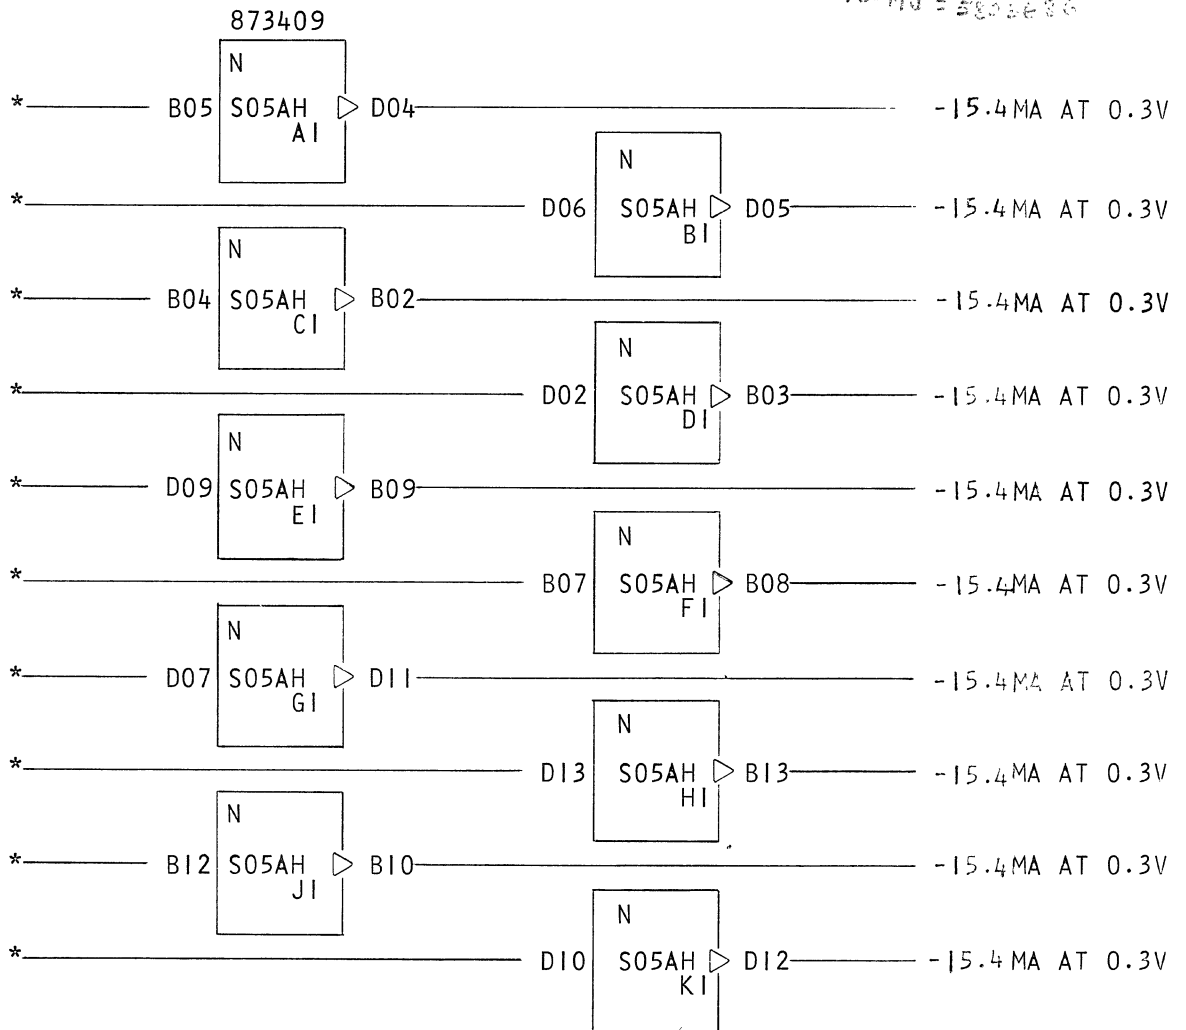 873409
N
* B05 S05AH D04 -15.4MA AT 0.3V
A1
N
* D06 S05AH D05 -15.4MA AT 0.3V
B1
N
* B04 S05AH B02 -15.4MA AT 0.3V
C1
N
* D02 S05AH B03 -15.4MA AT 0.3V
D1
N
* D09 S05AH B09 -15.4MA AT 0.3V
E1
N
* B07 S05AH B08 -15.4MA AT 0.3V
F1
N
* D07 S05AH D11 -15.4MA AT 0.3V
G1
N
* D13 S05AH B13 -15.4MA AT 0.3V
H1
N
* B12 S05AH B10 -15.4MA AT 0.3V
J1
N
* D10 S05AH D12 -15.4MA AT 0.3V
K1